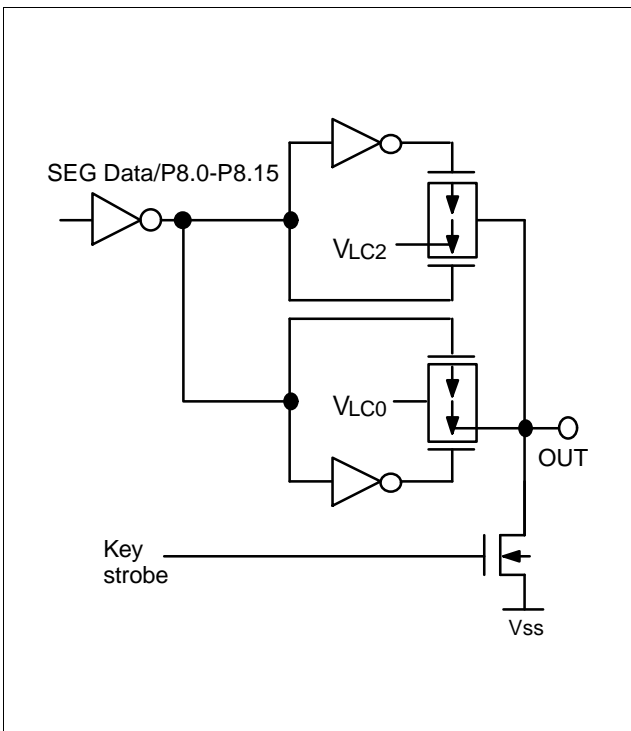 SEG Data/P8.0-P8.15
VLC2
VLC0
OUT
Key
strobe
Vss